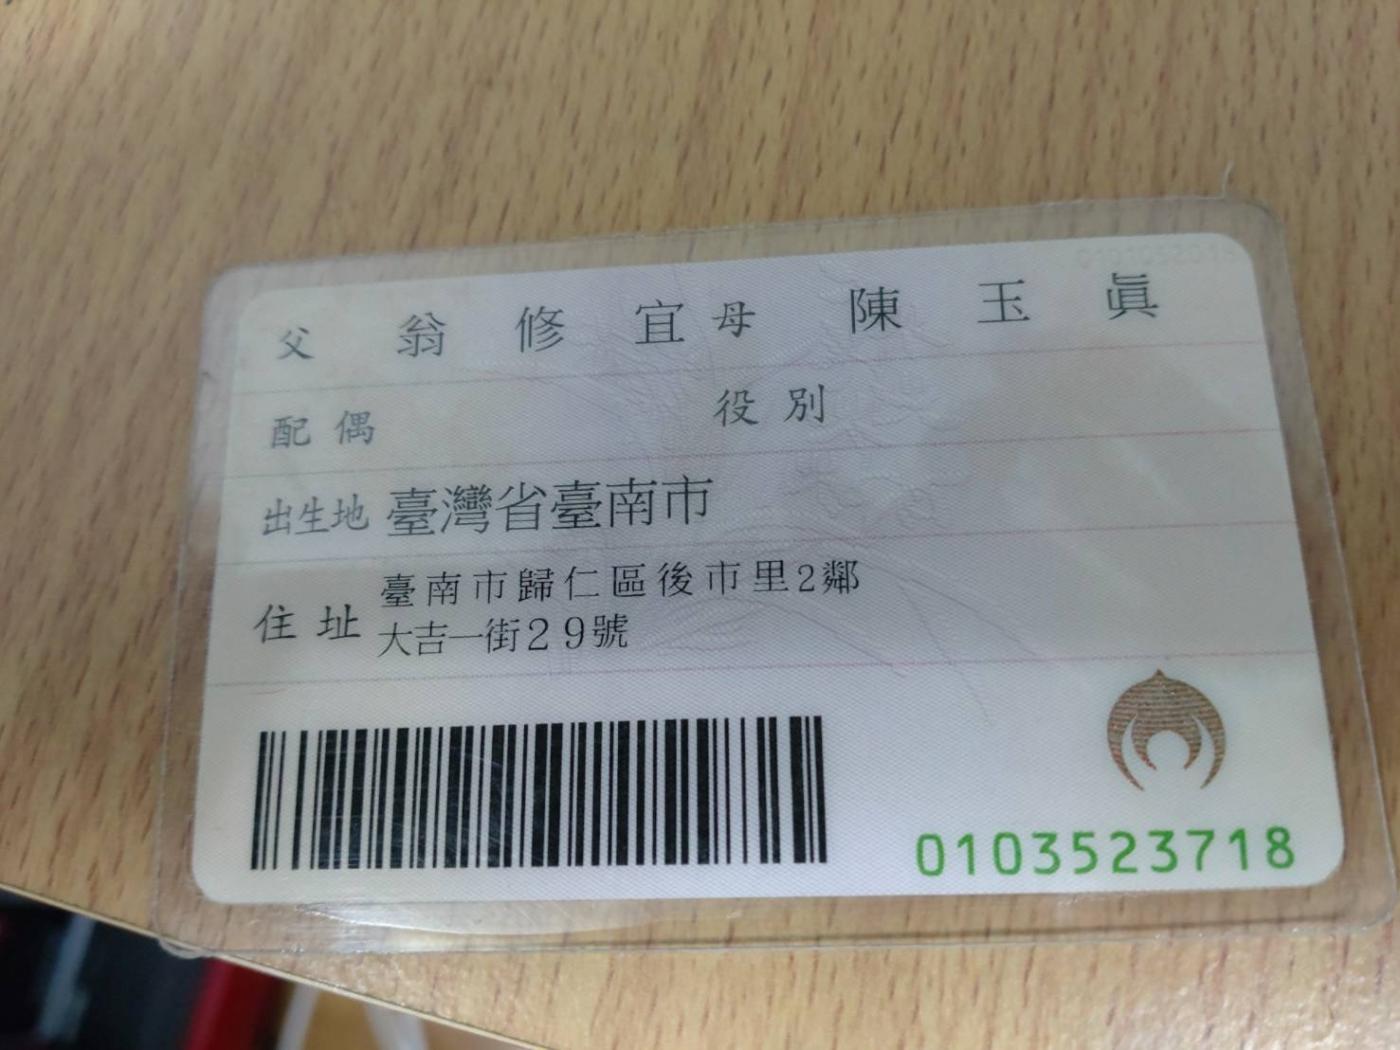 父 翁 修 宜 母 陳 玉 眞
配偶 役別
出生地 臺灣省臺南市
住址 臺南市歸仁區後市里2鄰
大吉一街29號
0103523718